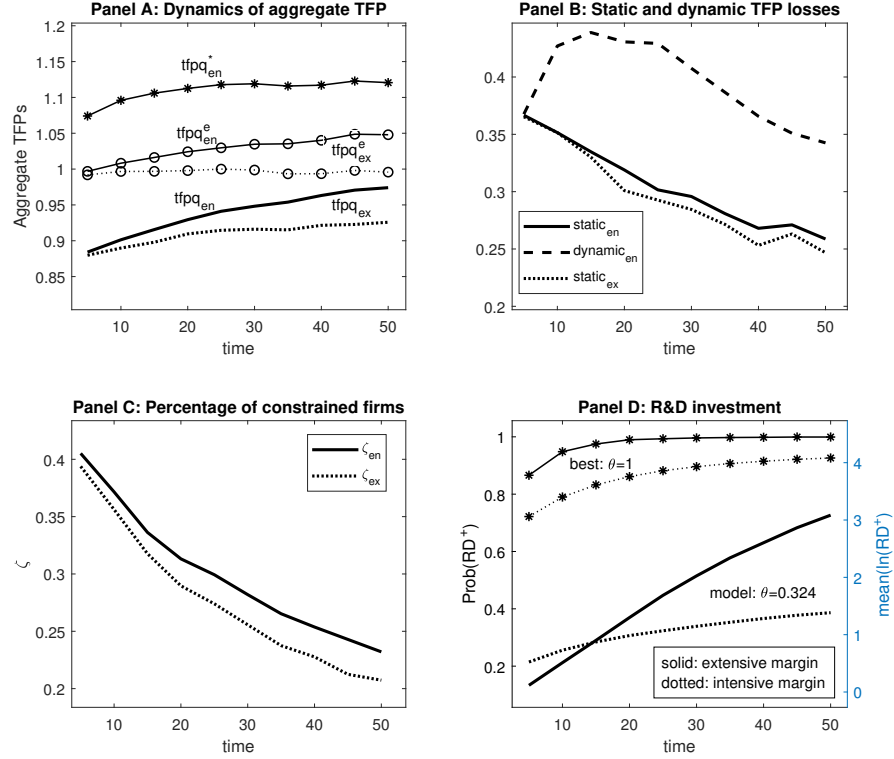 Panel A: Dynamics of aggregate TFP
1.2
1.15
1.1
1.05
1
0.95
0.9
0.85
Aggregate TFPs
tfpq*en
tfpqeen
tfpqeex
tfpqen
tfpqex
10 20 30 40 50
time
Panel B: Static and dynamic TFP losses
0.4
0.35
0.3
0.25
0.2
staticen
dynamicen
staticex
10 20 30 40 50
time
Panel C: Percentage of constrained firms
0.4
0.35
0.3
0.25
0.2
ζ
ζen
ζex
10 20 30 40 50
time
Panel D: R&D investment
1
0.8
0.6
0.4
0.2
Prob(RD+)
best: θ=1
model: θ=0.324
solid: extensive margin
dotted: intensive margin
4
3
2
1
0
mean(ln(RD+)
10 20 30 40 50
time